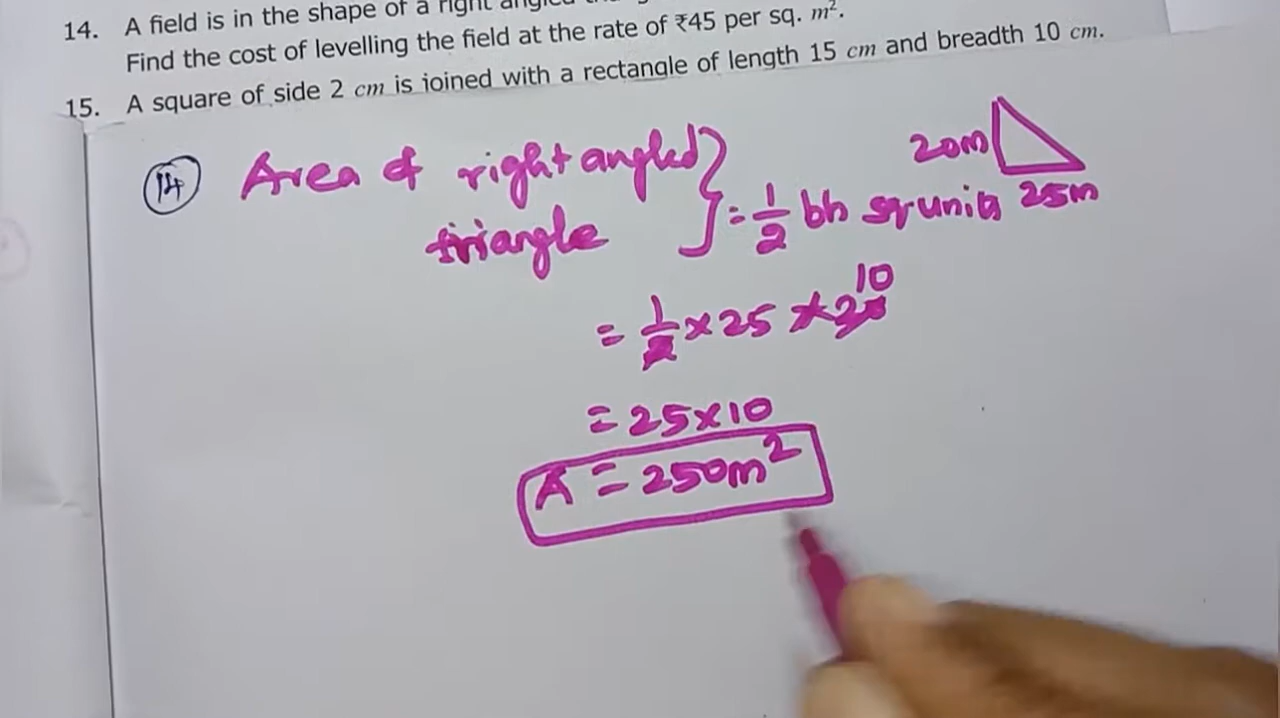 14. A field is in the shape of a right angled
Find the cost of levelling the field at the rate of ₹45 per sq. m².
15. A square of side 2 cm is joined with a rectangle of length 15 cm and breadth 10 cm.
14 Area of right angled } 20m
triangle = 1/2 bh sq units 25m
= 1/2 × 25 × 20 10
= 25×10
A = 250m²